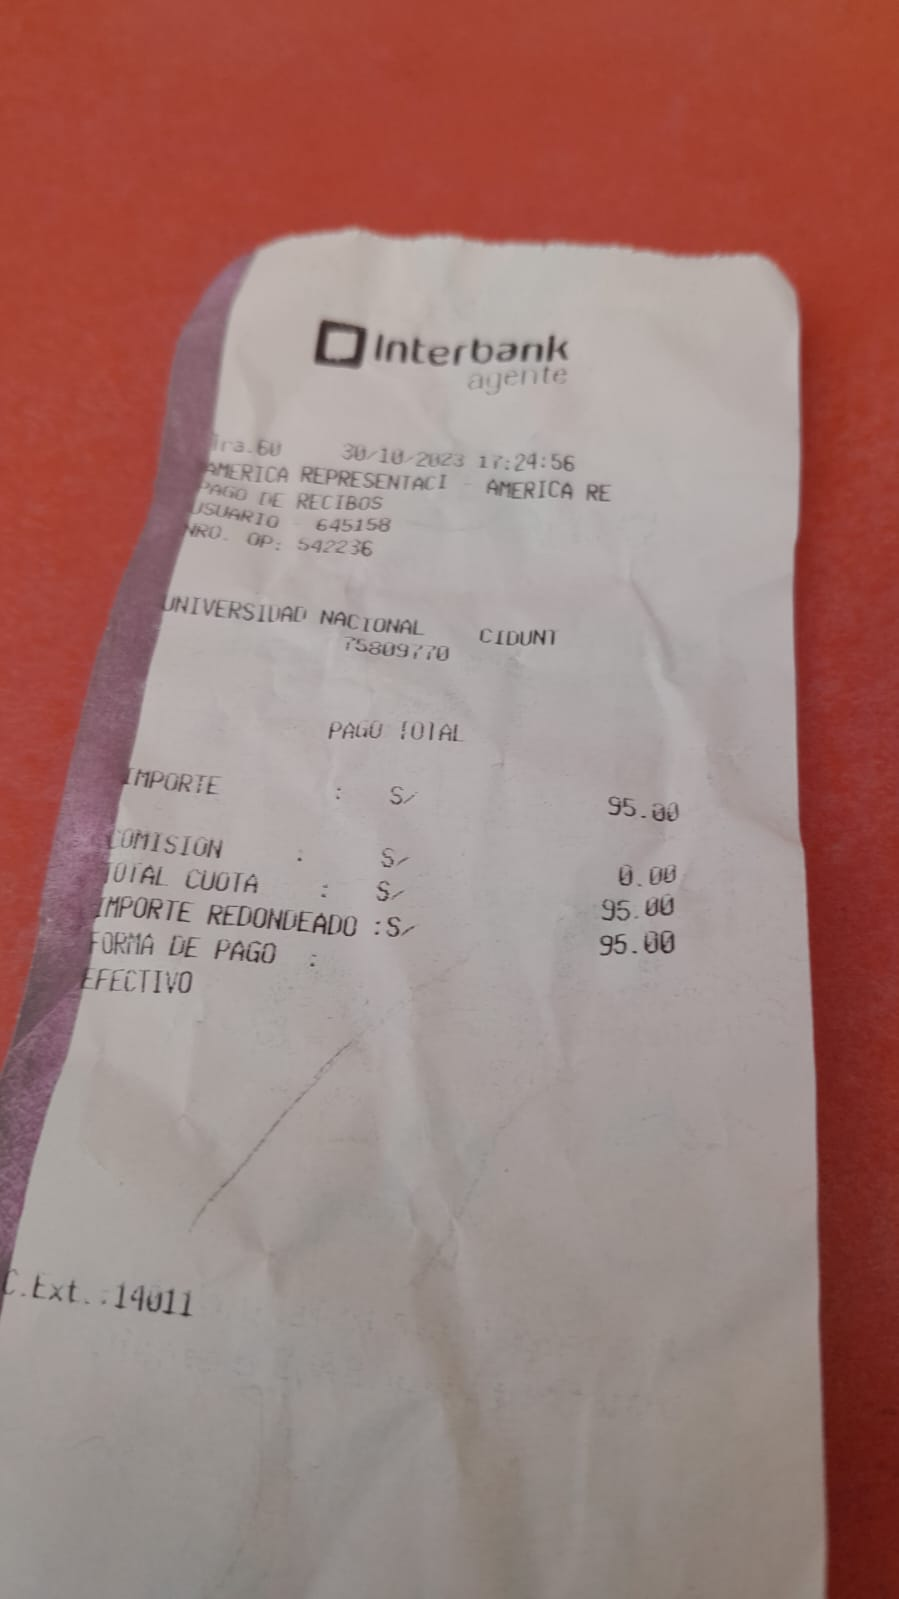 Interbank
agente
Tra.60 30/10/2023 17:24:56
AMERICA REPRESENTACI - AMERICA RE
PAGO DE RECIBOS
USUARIO - 645158
NRO. OP: 542236
UNIVERSIDAD NACIONAL CIDUNT
75809770
PAGO TOTAL
IMPORTE : S/ 95.00
COMISION : S/ 0.00
TOTAL CUOTA : S/ 95.00
IMPORTE REDONDEADO :S/ 95.00
FORMA DE PAGO :
EFECTIVO
C.Ext.:14011